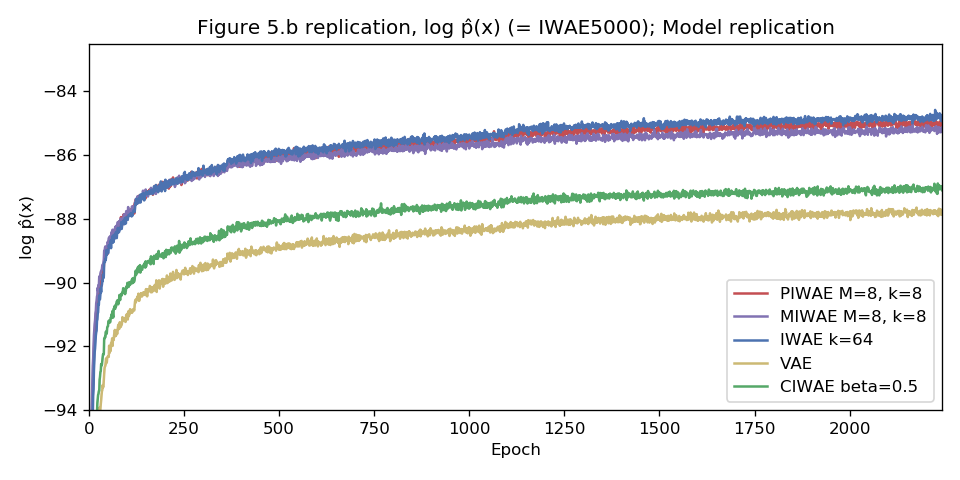 Figure 5.b replication, log p̂(x) (= IWAE5000); Model replication
log p̂(x)
−84
−86
−88
−90
−92
−94
0 250 500 750 1000 1250 1500 1750 2000
Epoch
PIWAE M=8, k=8
MIWAE M=8, k=8
IWAE k=64
VAE
CIWAE beta=0.5